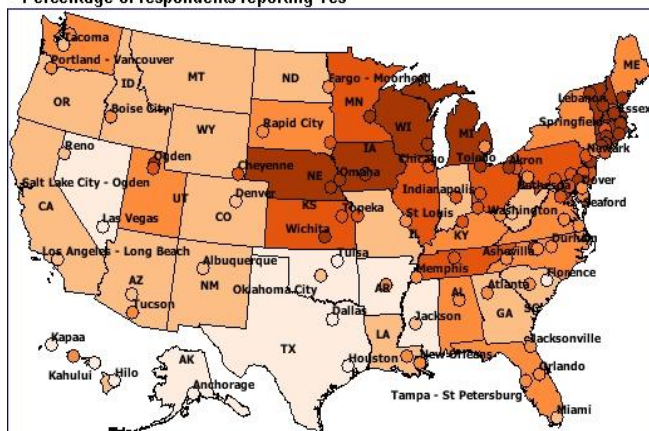 Percentage of respondents reporting Yes
Tacoma
Portland - Vancouver
ID
MT
ND
Fargo - Moorhead
MN
ME
Lebanon
Essex
OR
Boise City
WY
Rapid City
WI
MI
Springfield
Newark
Reno
Ogden
Cheyenne
IA
NE
Omaha
Chicago
Toledo
Akron
Salt Lake City - Ogden
UT
Denver
CO
KS
Topeka
Indianapolis
Bethesda
Dover
Seaford
CA
Las Vegas
Wichita
St Louis
IL
KY
Washington
Los Angeles - Long Beach
Albuquerque
Tulsa
Durham
AZ
NM
Oklahoma City
AR
Memphis
Asheville
Tucson
Dallas
Jackson
AL
Atlanta
Florence
GA
SC
Kapaa
TX
LA
Jacksonville
Kahului
Hilo
AK
Anchorage
Houston
New Orleans
Orlando
Tampa - St Petersburg
Miami